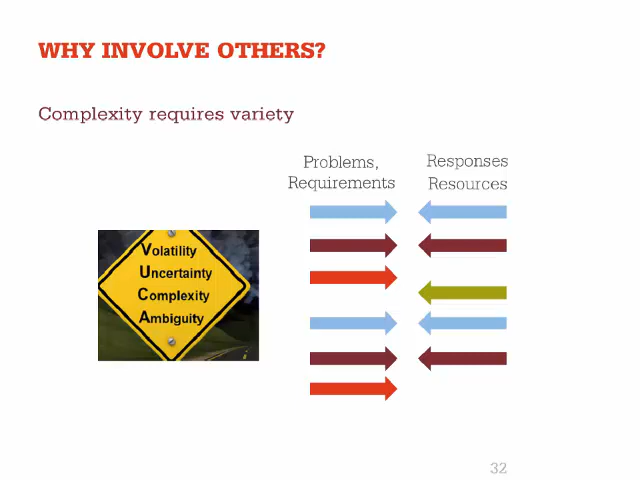 WHY INVOLVE OTHERS?
Complexity requires variety
Problems,
Requirements
Responses
Resources
Volatility
Uncertainty
Complexity
Ambiguity
32